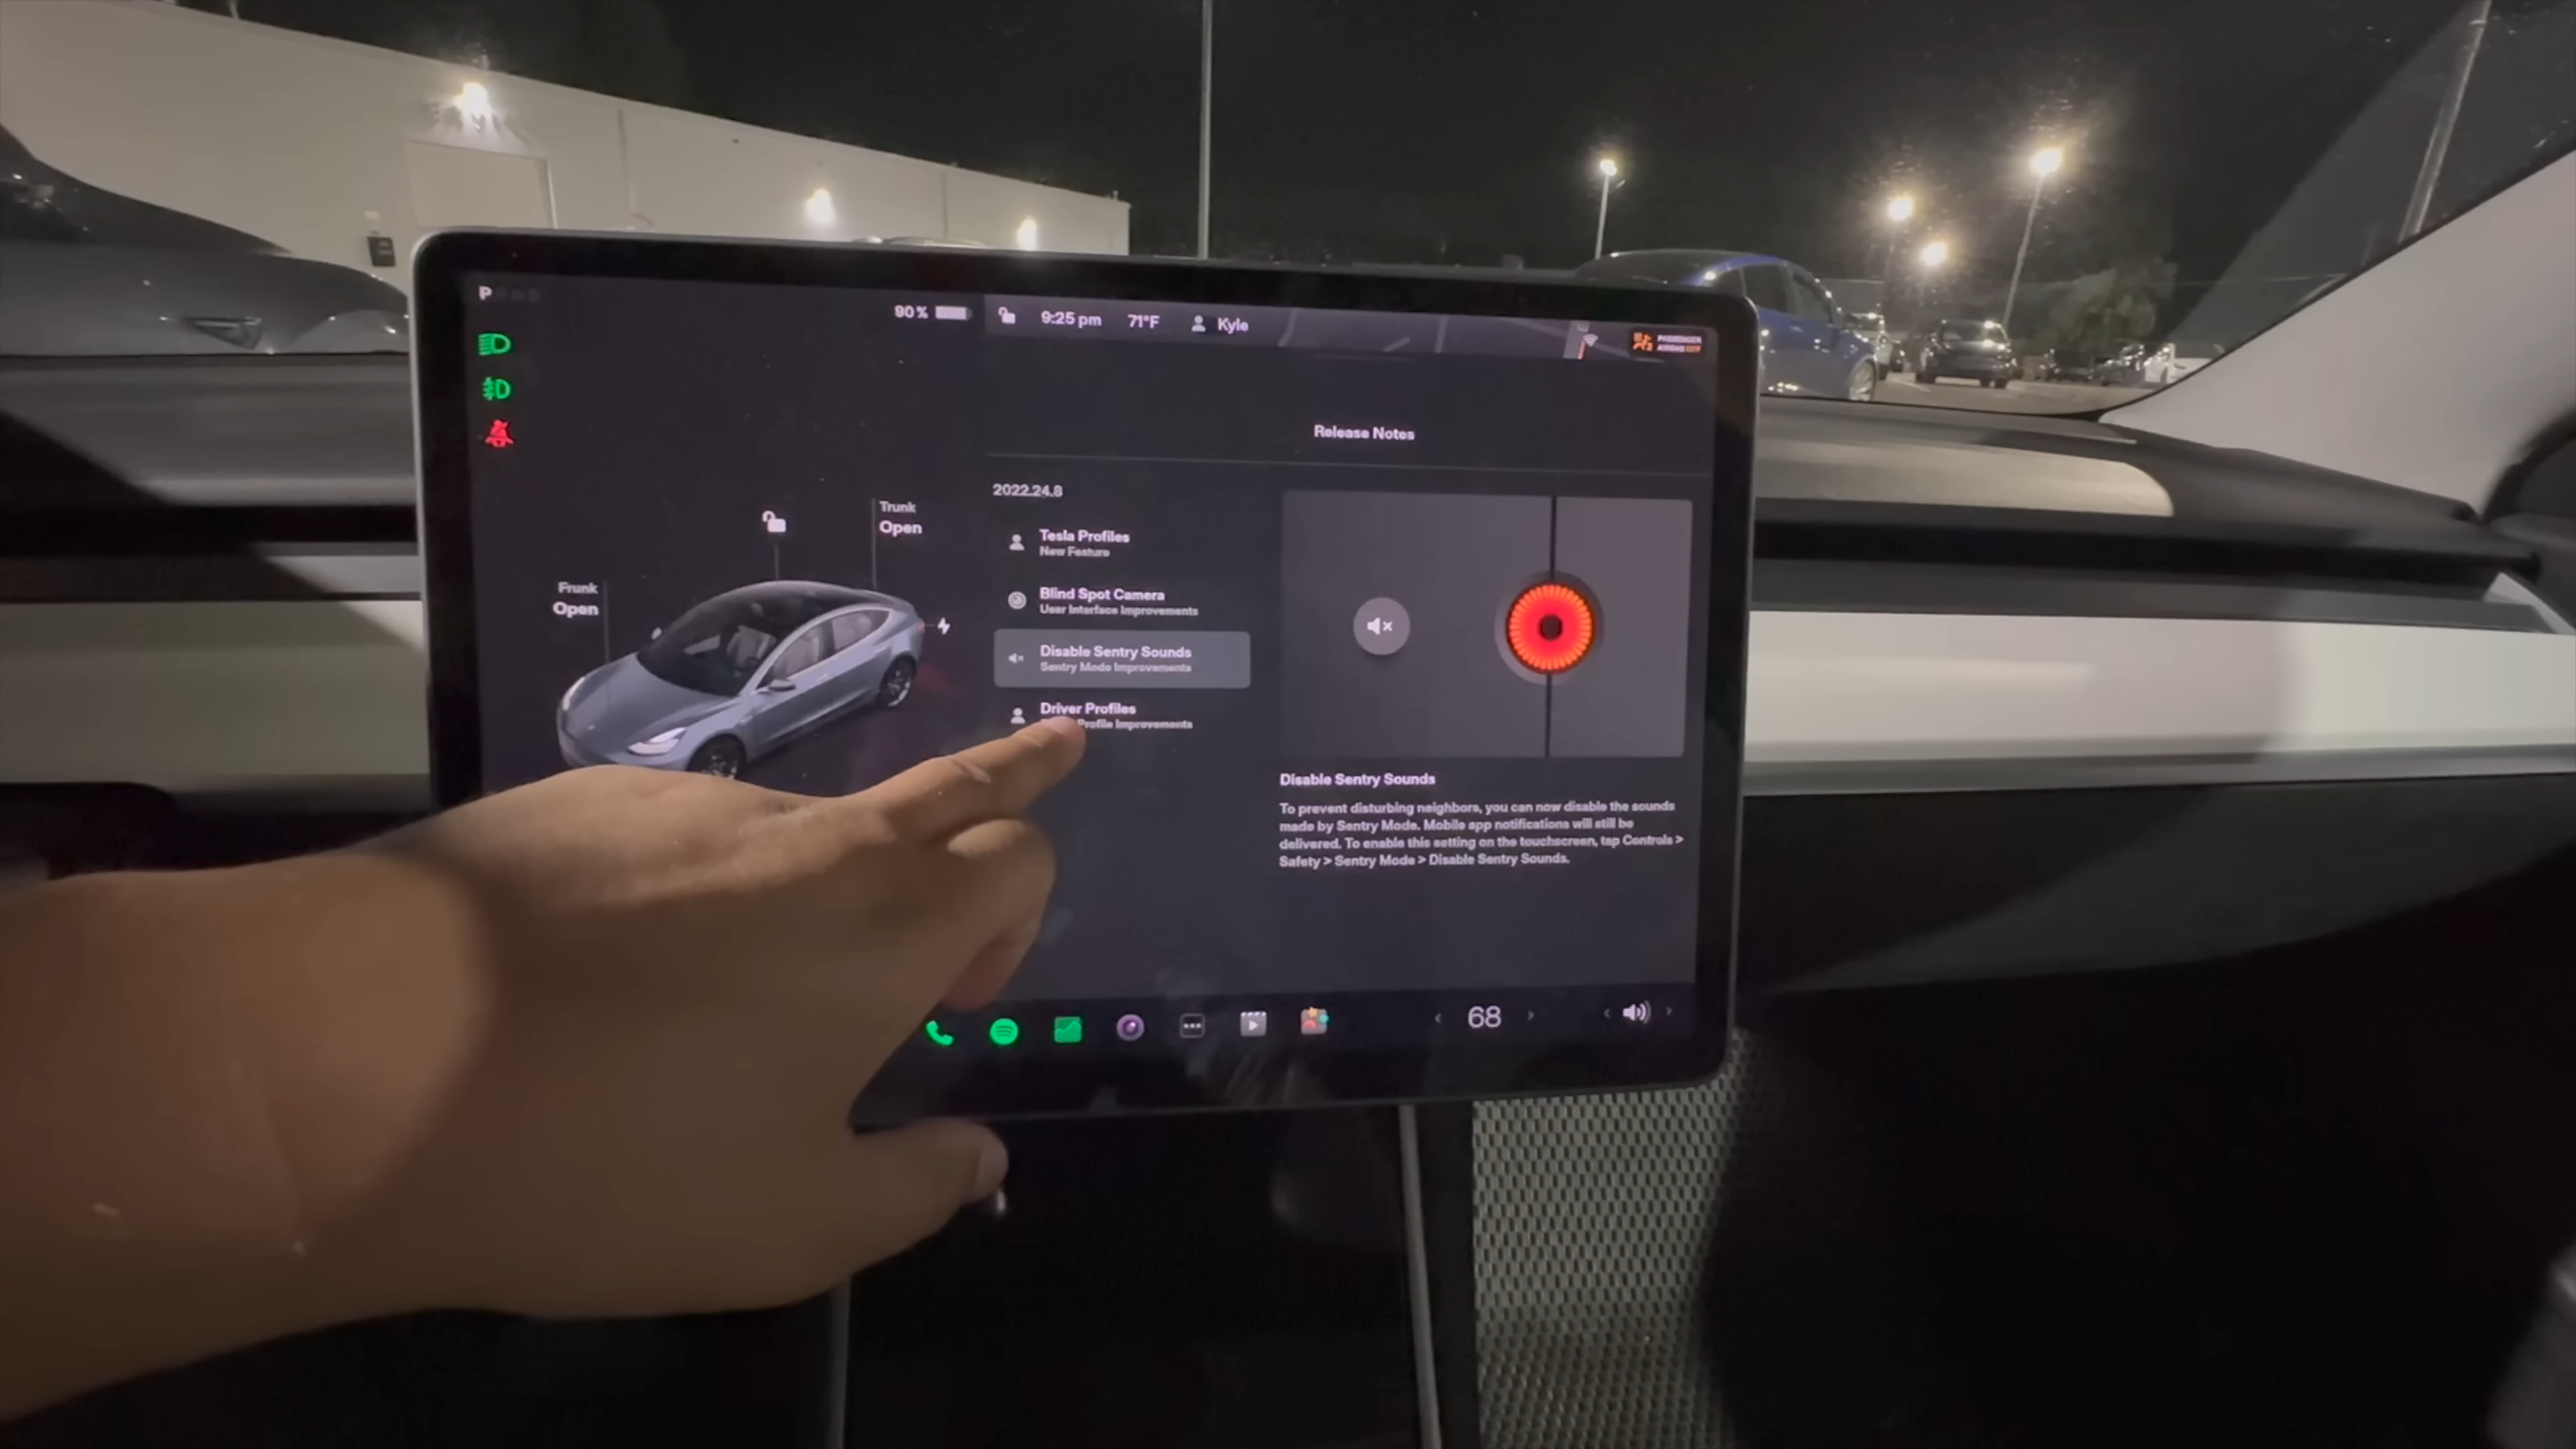 P
90 %
9:25 pm
71°F
Kyle
PASSENGER
AIRBAG OFF
Release Notes
2022.24.8
Trunk
Open
Frunk
Open
Tesla Profiles
New Feature
Blind Spot Camera
User Interface Improvements
Disable Sentry Sounds
Sentry Mode Improvements
Driver Profiles
Profile Improvements
Disable Sentry Sounds
To prevent disturbing neighbors, you can now disable the sounds
made by Sentry Mode. Mobile app notifications will still be
delivered. To enable this setting on the touchscreen, tap Controls >
Safety > Sentry Mode > Disable Sentry Sounds.
68